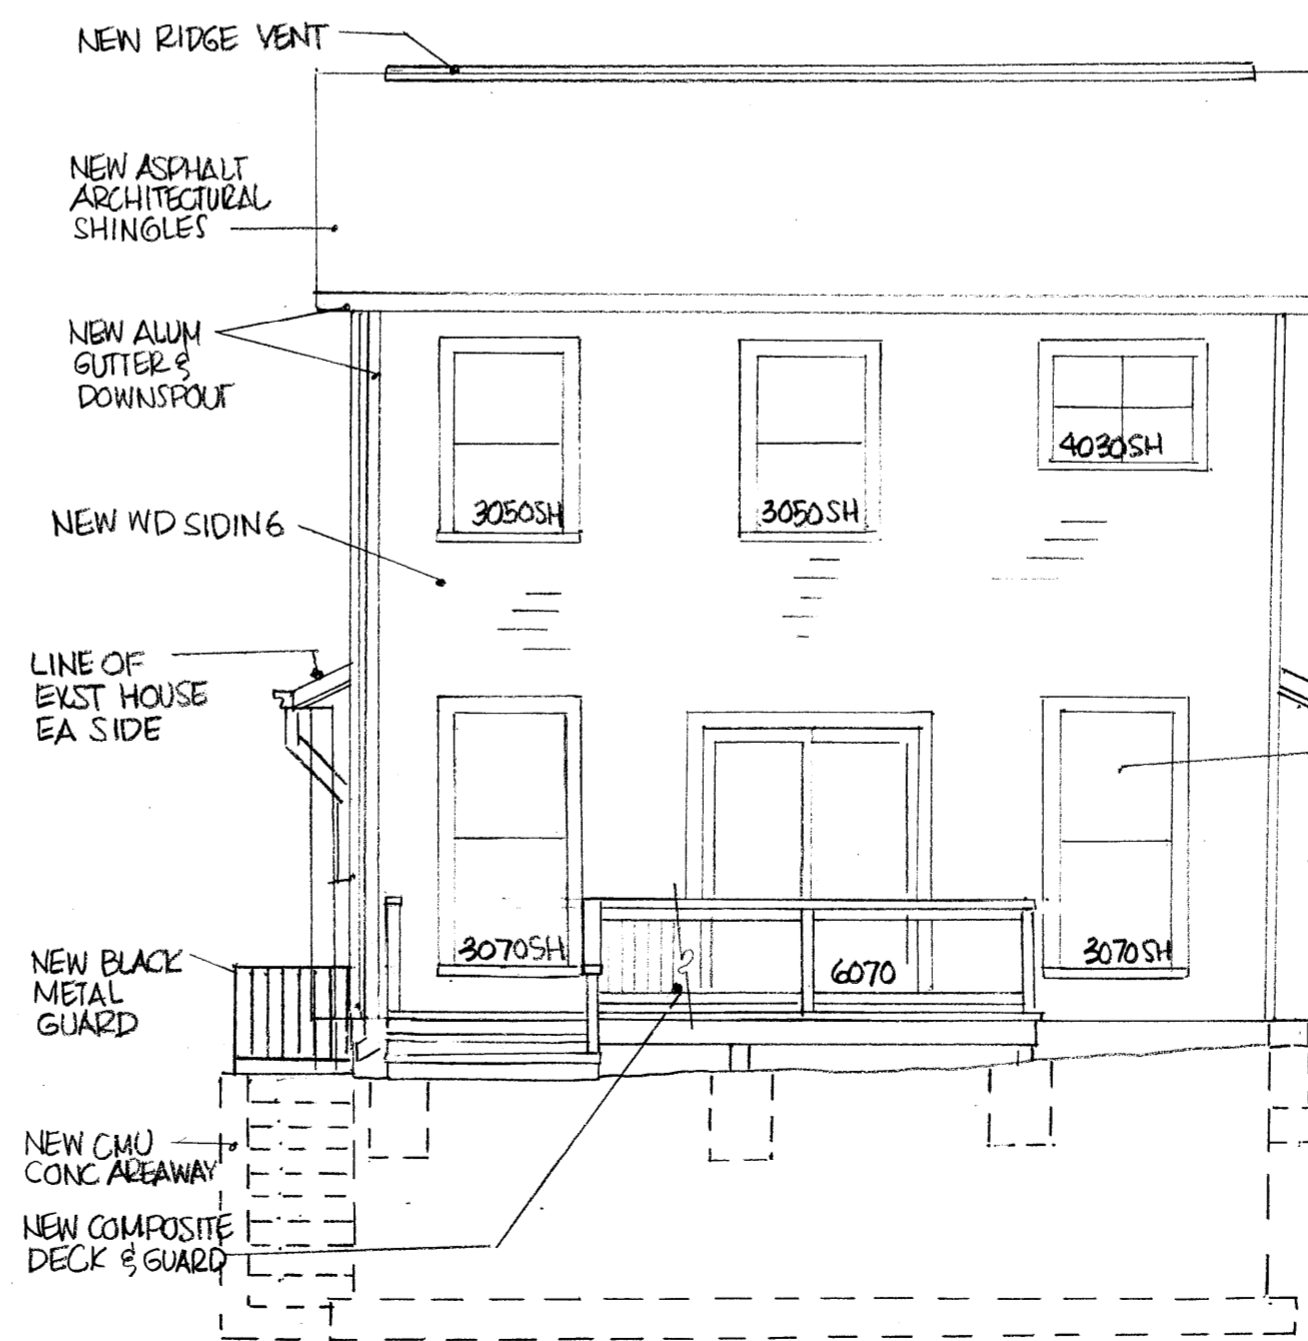 NEW RIDGE VENT
NEW ASPHALT
ARCHITECTURAL
SHINGLES
NEW ALUM
GUTTER &
DOWNSPOUT
3050SH
3050SH
4030SH
NEW WD SIDING
LINE OF
EXST HOUSE
EA SIDE
3070SH
6070
3070SH
NEW BLACK
METAL
GUARD
NEW CMU
CONC AREAWAY
NEW COMPOSITE
DECK & GUARD